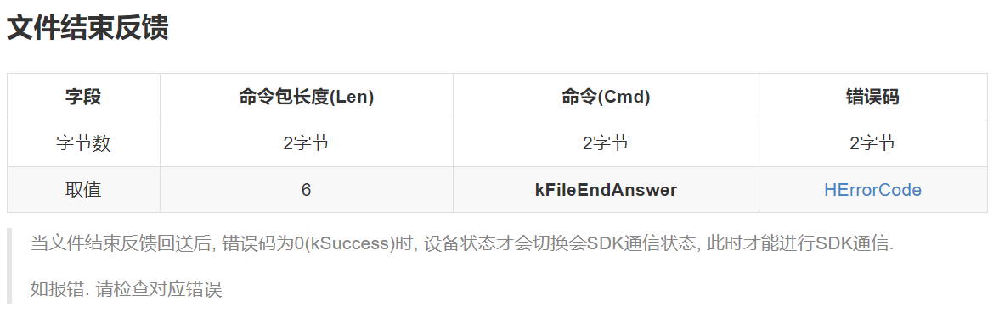 文件结束反馈
字段 命令包长度(Len) 命令(Cmd) 错误码
字节数 2字节 2字节 2字节
取值 6 kFileEndAnswer HErrorCode
当文件结束反馈回送后, 错误码为0(kSuccess)时, 设备状态才会切换会SDK通信状态, 此时才能进行SDK通信.
如报错. 请检查对应错误